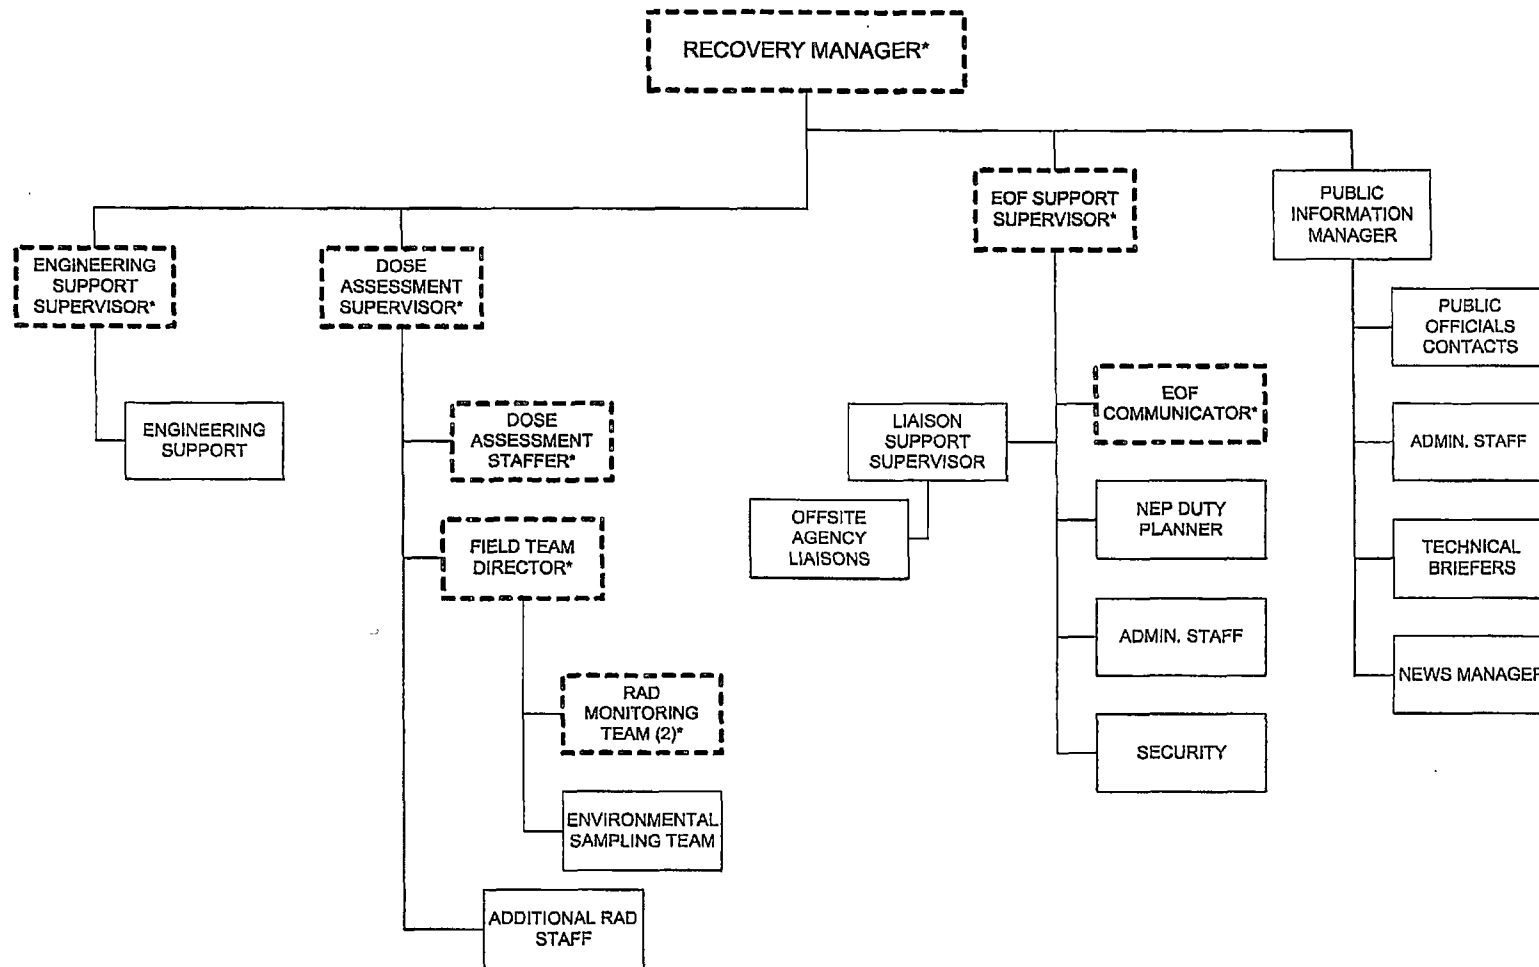 RECOVERY MANAGER*
EOF SUPPORT
SUPERVISOR*
PUBLIC
INFORMATION
MANAGER
ENGINEERING
SUPPORT
SUPERVISOR*
DOSE
ASSESSMENT
SUPERVISOR*
PUBLIC
OFFICIALS
CONTACTS
ENGINEERING
SUPPORT
DOSE
ASSESSMENT
STAFFER*
LIAISON
SUPPORT
SUPERVISOR
EOF
COMMUNICATOR*
ADMIN. STAFF
OFFSITE
AGENCY
LIAISONS
NEP DUTY
PLANNER
FIELD TEAM
DIRECTOR*
TECHNICAL
BRIEFERS
ADMIN. STAFF
NEWS MANAGER
RAD
MONITORING
TEAM (2)*
SECURITY
ENVIRONMENTAL
SAMPLING TEAM
ADDITIONAL RAD
STAFF